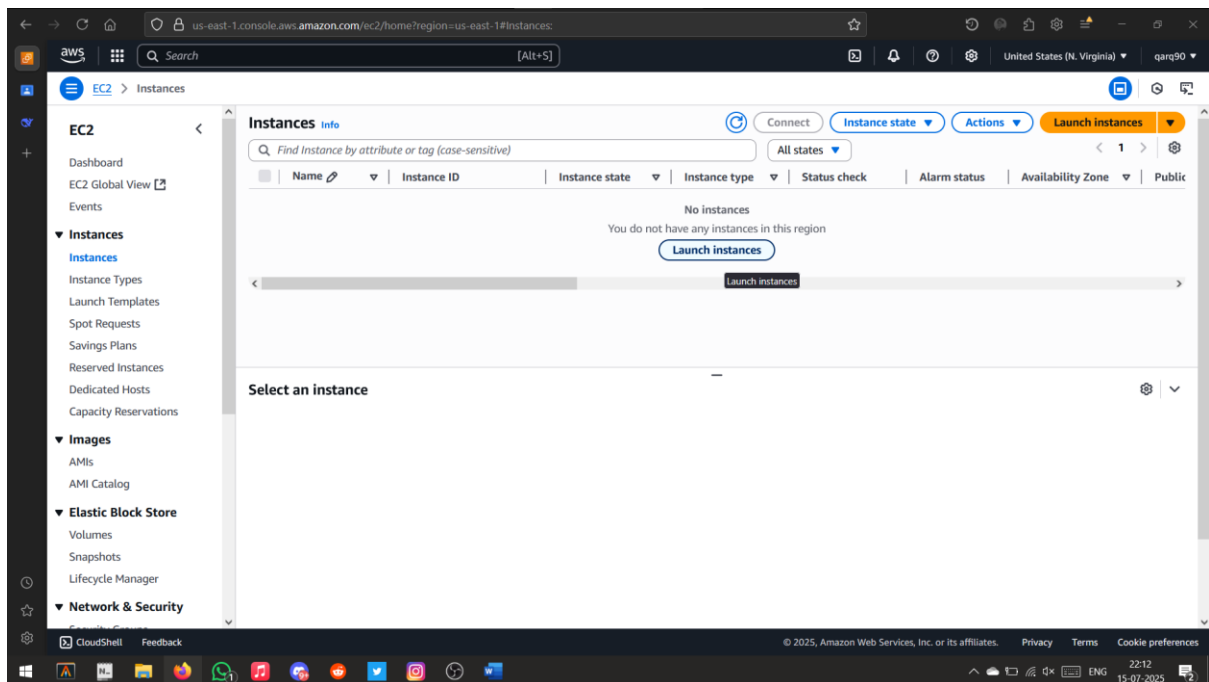 us-east-1.console.aws.amazon.com/ec2/home?region=us-east-1#Instances:
aws
Search
[Alt+S]
United States (N. Virginia)
qarq90
EC2 > Instances
EC2
Dashboard
EC2 Global View
Events
Instances
Instances
Instance Types
Launch Templates
Spot Requests
Savings Plans
Reserved Instances
Dedicated Hosts
Capacity Reservations
Images
AMIs
AMI Catalog
Elastic Block Store
Volumes
Snapshots
Lifecycle Manager
Network & Security
Instances Info
Connect
Instance state
Actions
Launch instances
Find Instance by attribute or tag (case-sensitive)
All states
1
Name
Instance ID
Instance state
Instance type
Status check
Alarm status
Availability Zone
Public
No instances
You do not have any instances in this region
Launch instances
Launch instances
Select an instance
CloudShell
Feedback
© 2025, Amazon Web Services, Inc. or its affiliates.
Privacy
Terms
Cookie preferences
ENG
22:12
15-07-2025